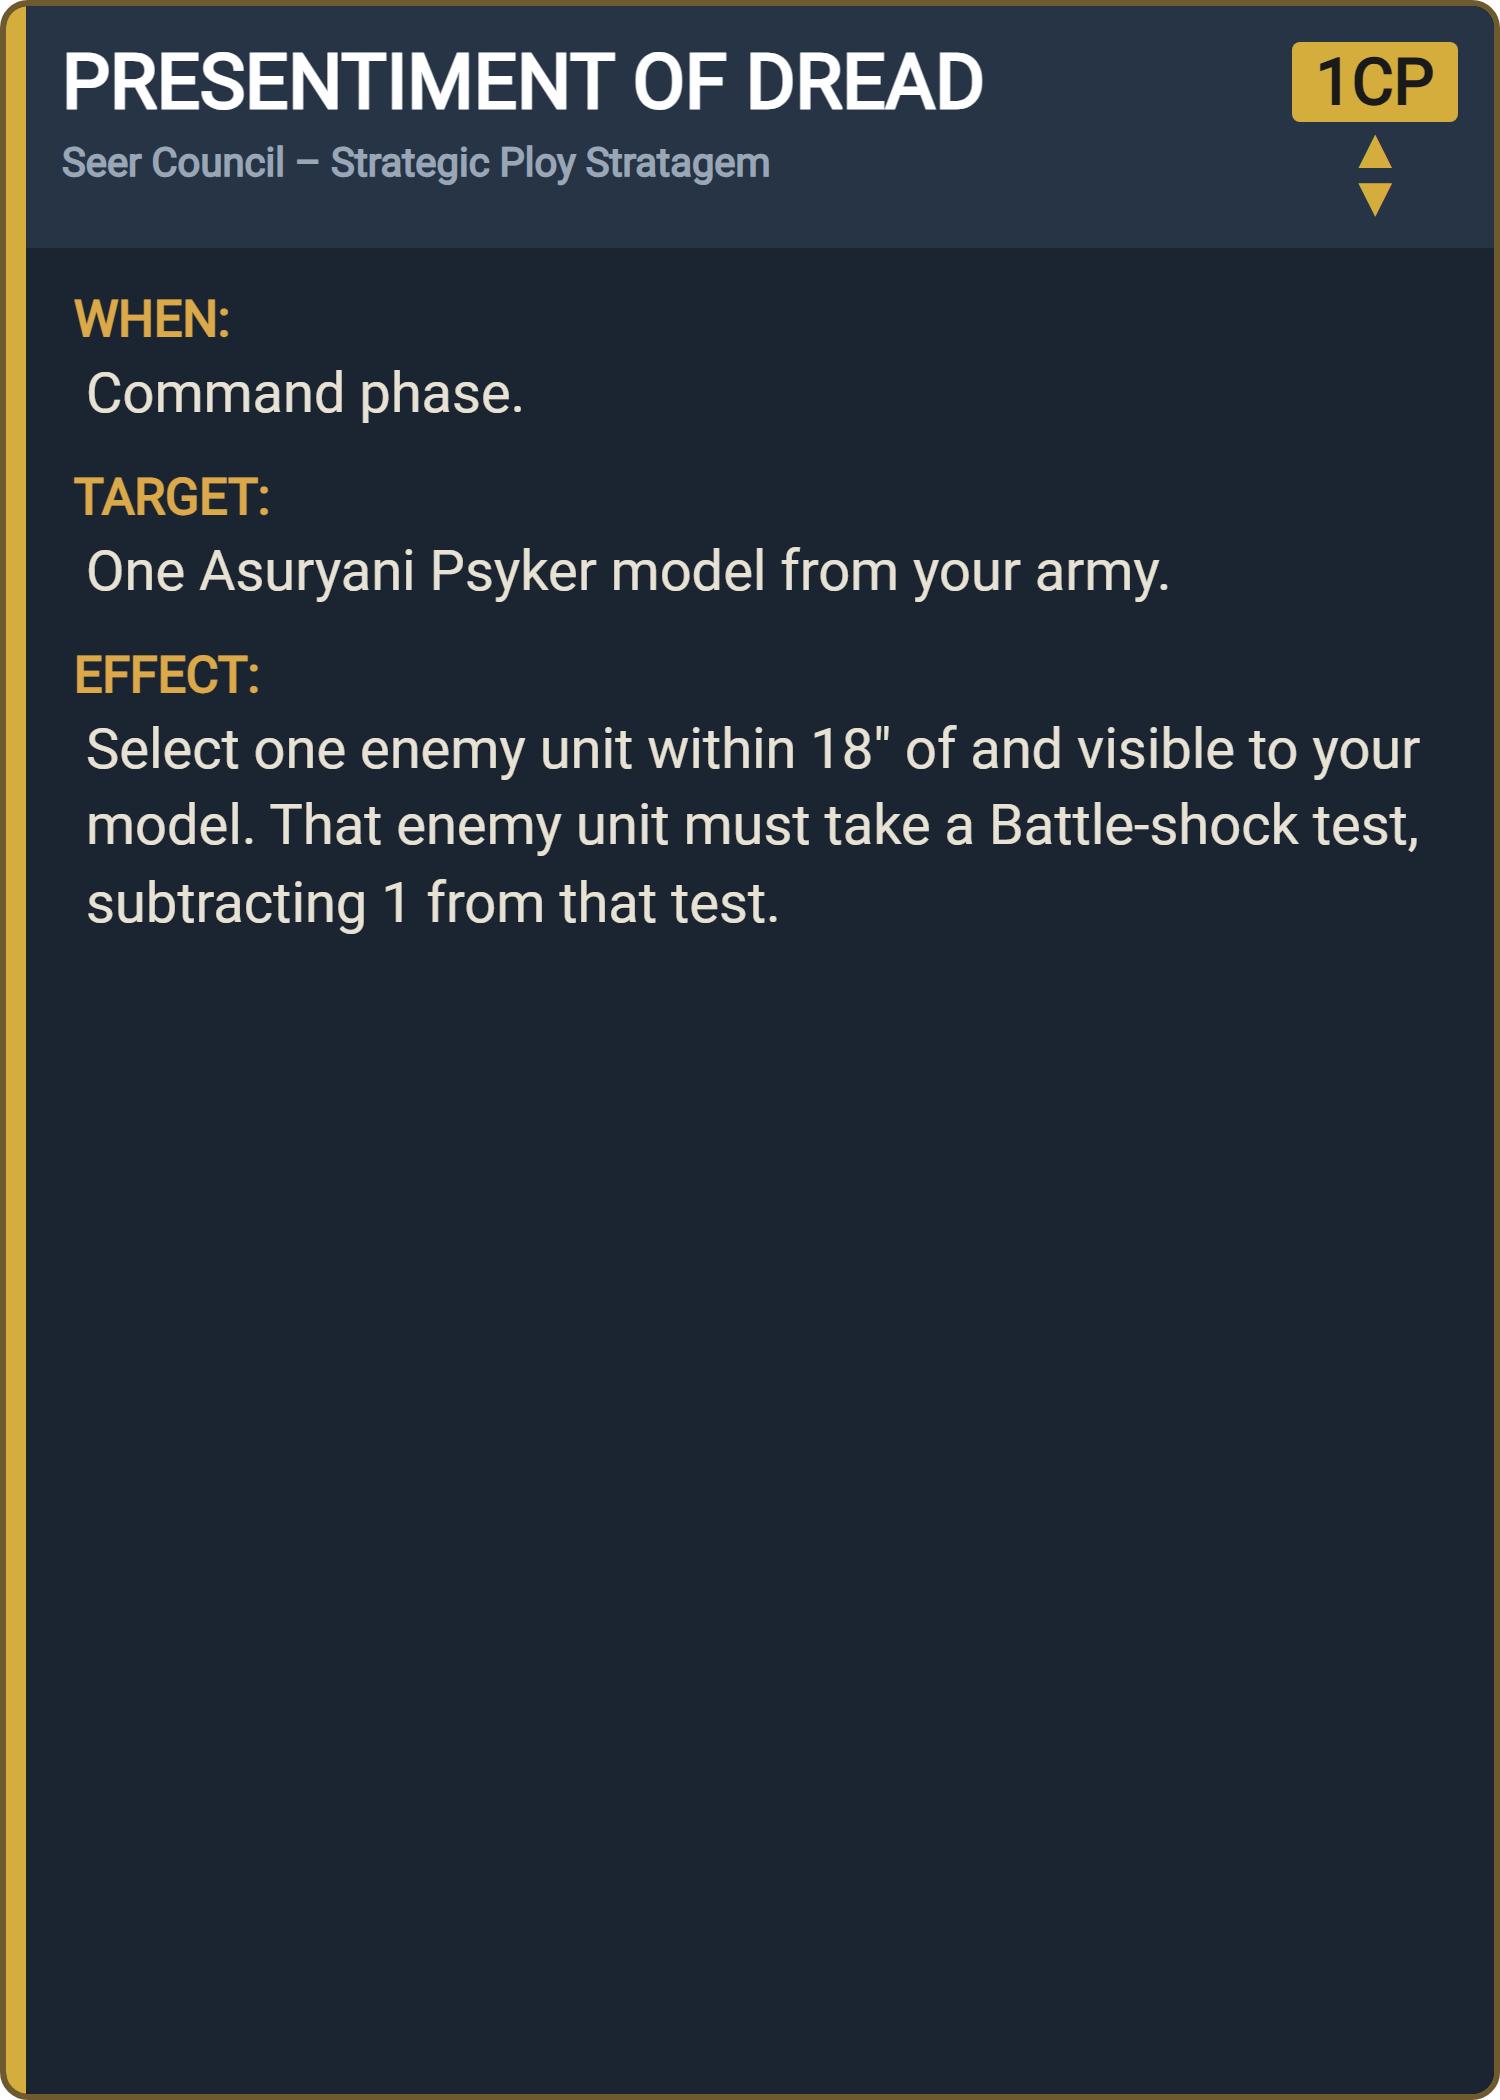 PRESENTIMENT OF DREAD
1CP
Seer Council – Strategic Ploy Stratagem
WHEN:
Command phase.
TARGET:
One Asuryani Psyker model from your army.
EFFECT:
Select one enemy unit within 18" of and visible to your
model. That enemy unit must take a Battle-shock test,
subtracting 1 from that test.